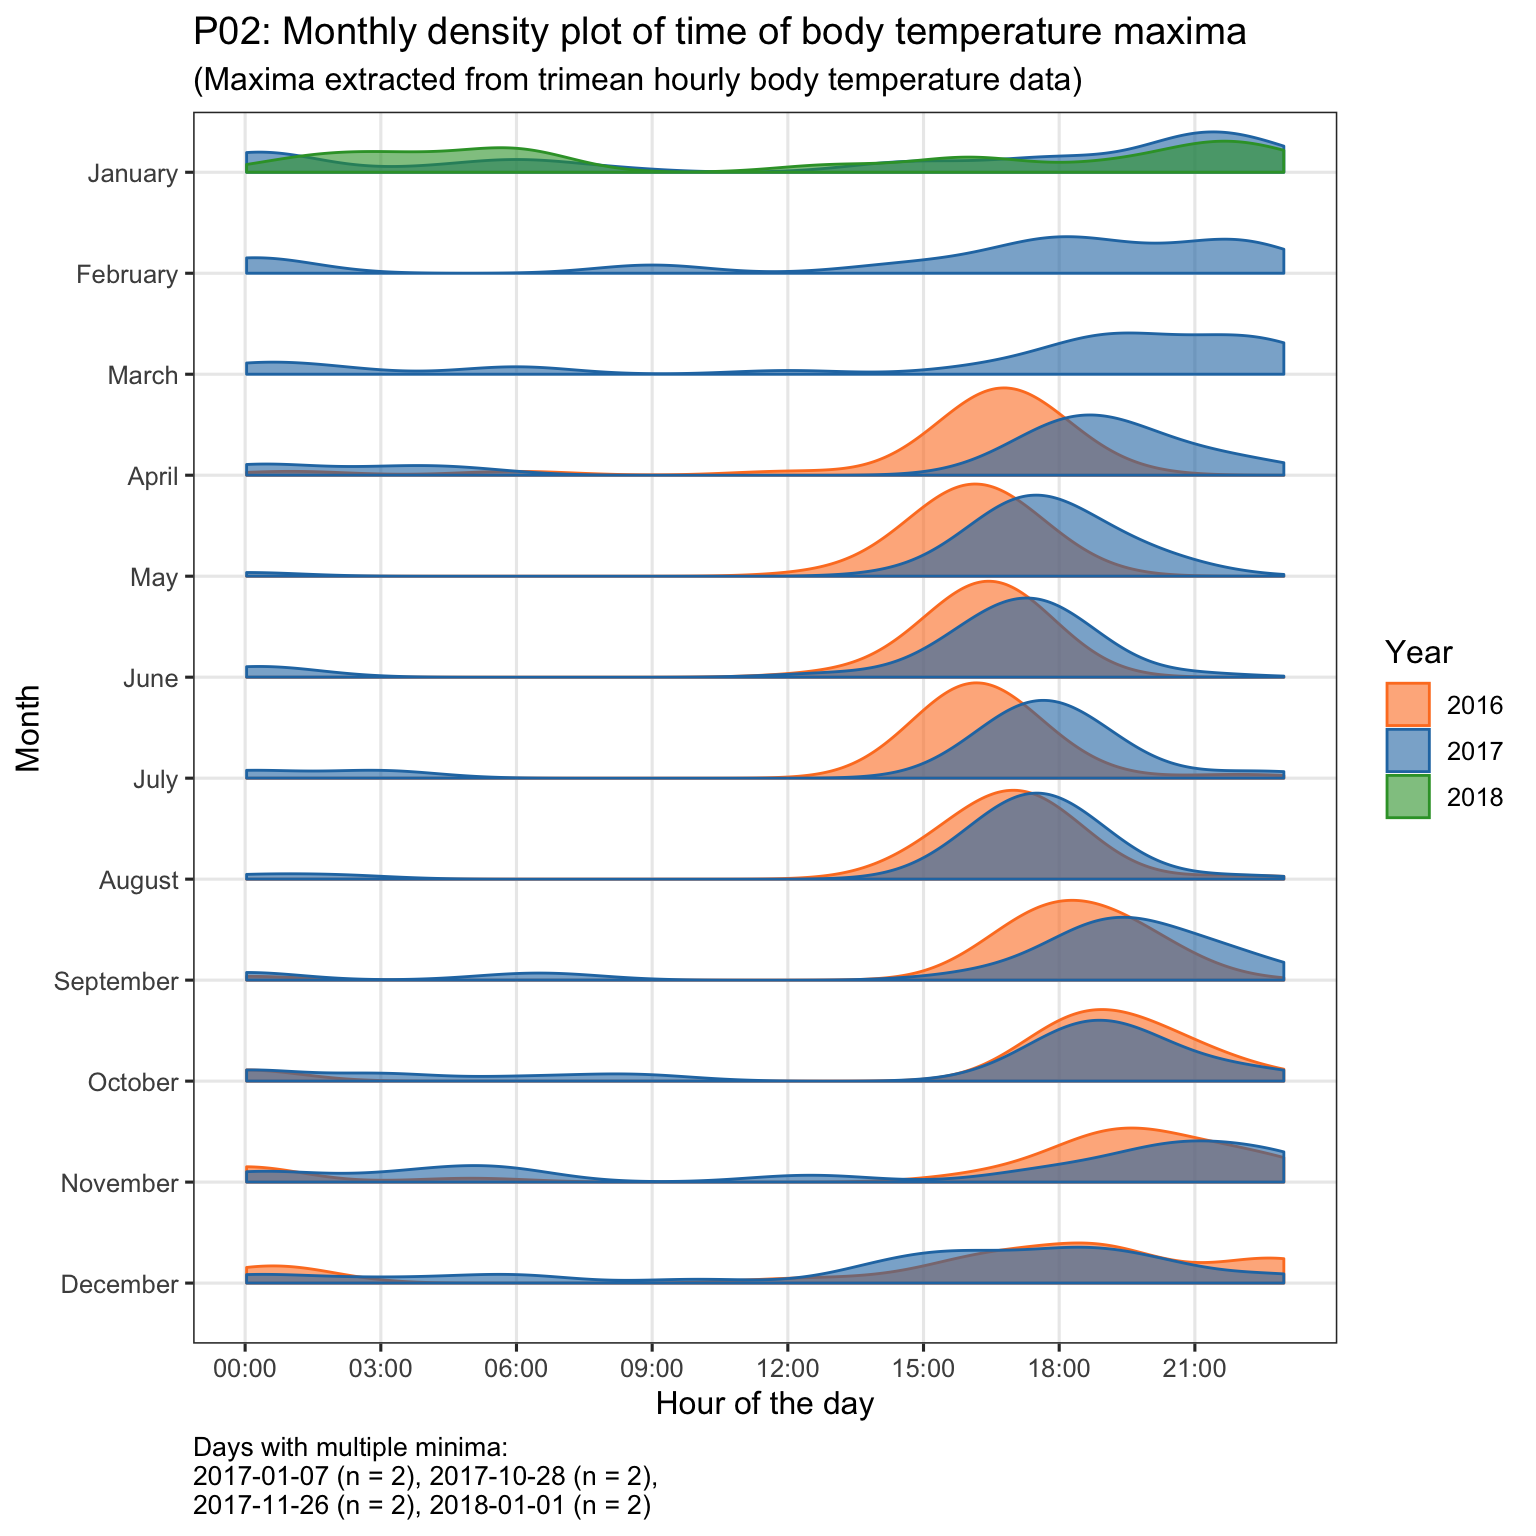 P02: Monthly density plot of time of body temperature maxima
(Maxima extracted from trimean hourly body temperature data)
January
February
March
April
May
June
July
August
September
October
November
December
Month
00:00 03:00 06:00 09:00 12:00 15:00 18:00 21:00
Hour of the day
Year
2016
2017
2018
Days with multiple minima:
2017-01-07 (n = 2), 2017-10-28 (n = 2),
2017-11-26 (n = 2), 2018-01-01 (n = 2)